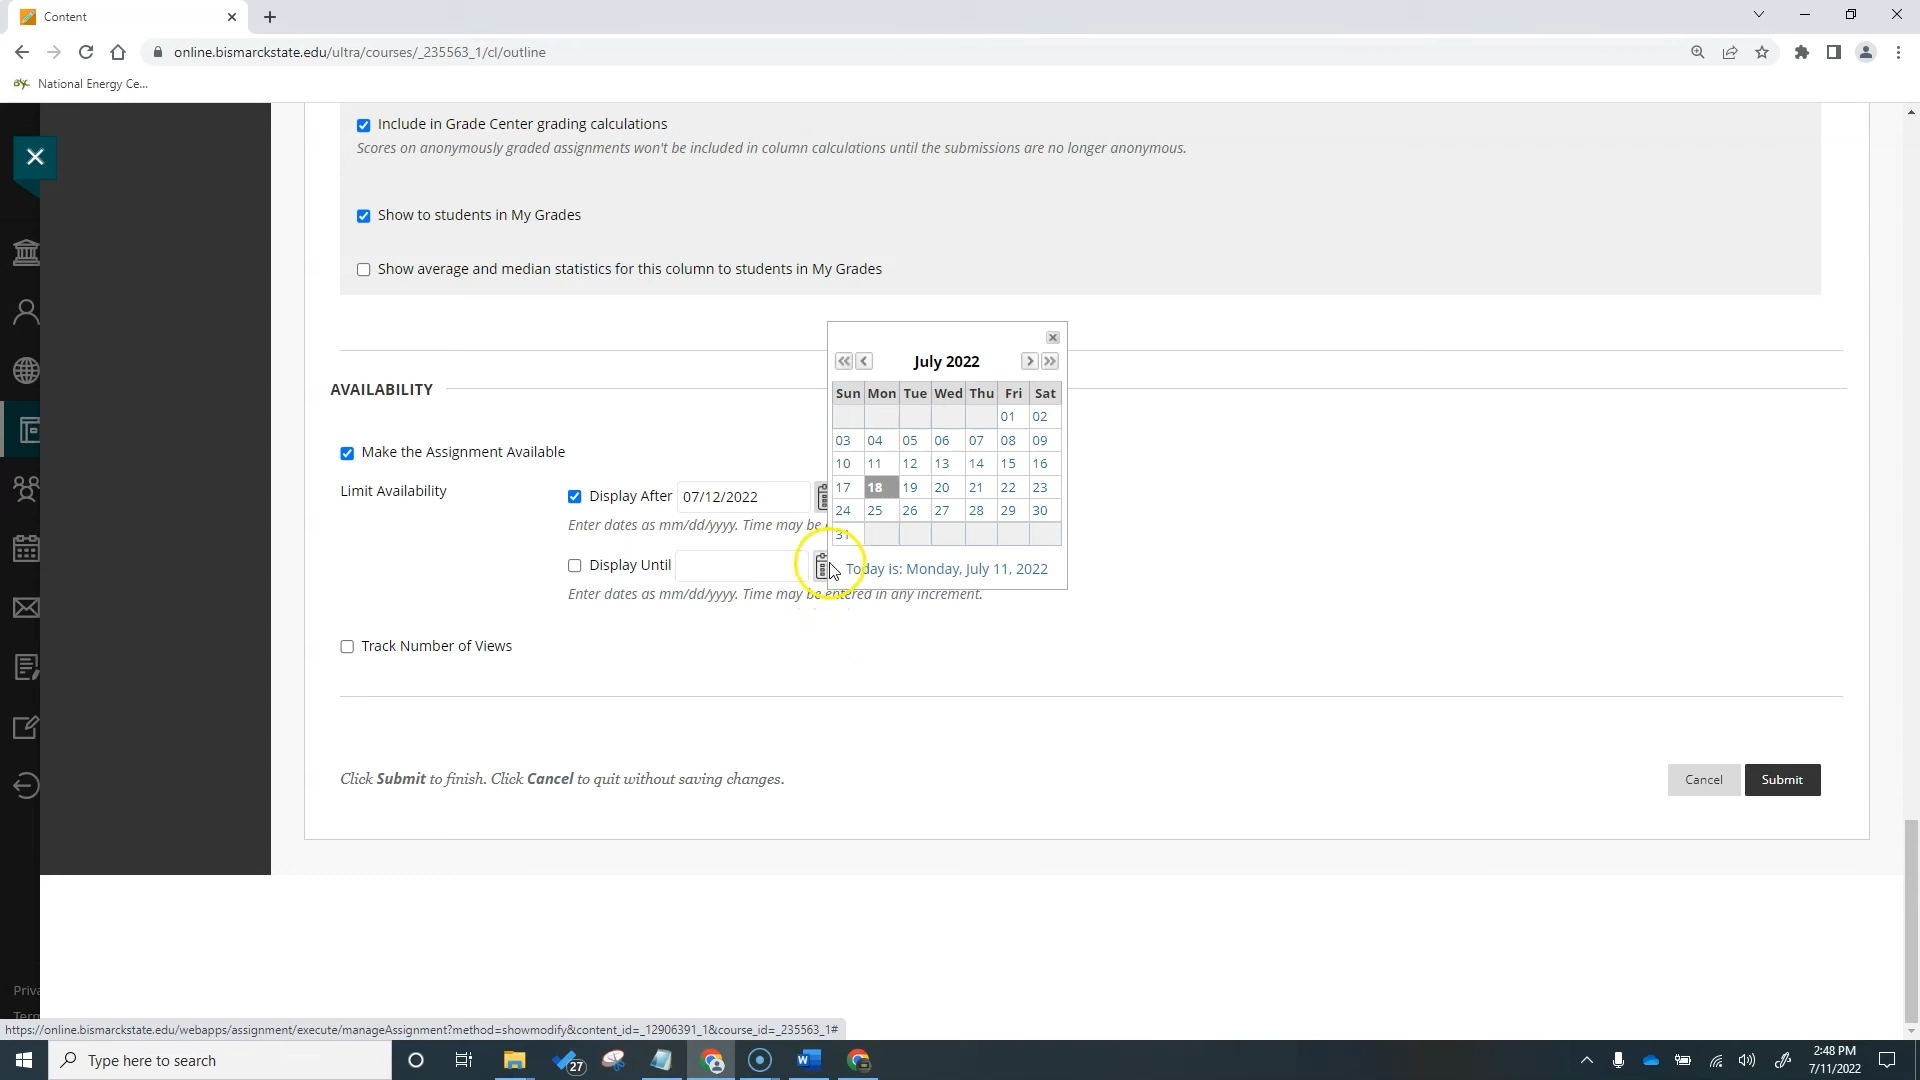 Content
online.bismarckstate.edu/ultra/courses/_235563_1/cl/outline
National Energy Ce...
Include in Grade Center grading calculations
Scores on anonymously graded assignments won't be included in column calculations until the submissions are no longer anonymous.
Show to students in My Grades
Show average and median statistics for this column to students in My Grades
July 2022
Sun Mon Tue Wed Thu Fri Sat
01 02
03 04 05 06 07 08 09
10 11 12 13 14 15 16
17 18 19 20 21 22 23
24 25 26 27 28 29 30
31
Today is: Monday, July 11, 2022
AVAILABILITY
Make the Assignment Available
Limit Availability
Display After 07/12/2022
Enter dates as mm/dd/yyyy. Time may be
Display Until
Enter dates as mm/dd/yyyy. Time may be entered in any increment.
Track Number of Views
Click Submit to finish. Click Cancel to quit without saving changes.
Cancel Submit
Priva
Term
https://online.bismarckstate.edu/webapps/assignment/execute/manageAssignment?method=showmodify&content_id=_12906391_1&course_id=_235563_1#
Type here to search
27
2:48 PM
7/11/2022